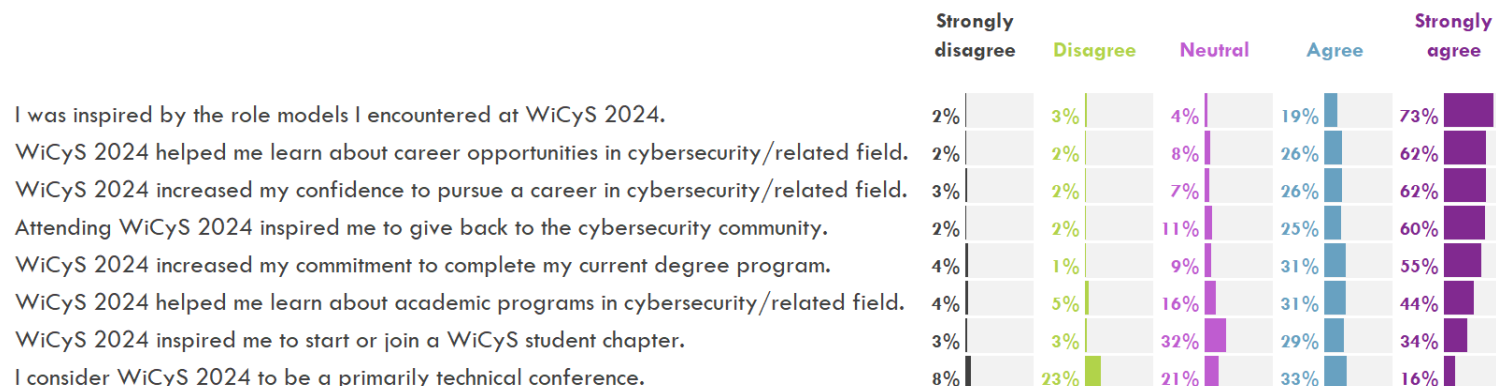 Strongly disagree Disagree Neutral Agree Strongly agree
I was inspired by the role models I encountered at WiCyS 2024. 2% 3% 4% 19% 73%
WiCyS 2024 helped me learn about career opportunities in cybersecurity/related field. 2% 2% 8% 26% 62%
WiCyS 2024 increased my confidence to pursue a career in cybersecurity/related field. 3% 2% 7% 26% 62%
Attending WiCyS 2024 inspired me to give back to the cybersecurity community. 2% 2% 11% 25% 60%
WiCyS 2024 increased my commitment to complete my current degree program. 4% 1% 9% 31% 55%
WiCyS 2024 helped me learn about academic programs in cybersecurity/related field. 4% 5% 16% 31% 44%
WiCyS 2024 inspired me to start or join a WiCyS student chapter. 3% 3% 32% 29% 34%
I consider WiCyS 2024 to be a primarily technical conference. 8% 23% 21% 33% 16%